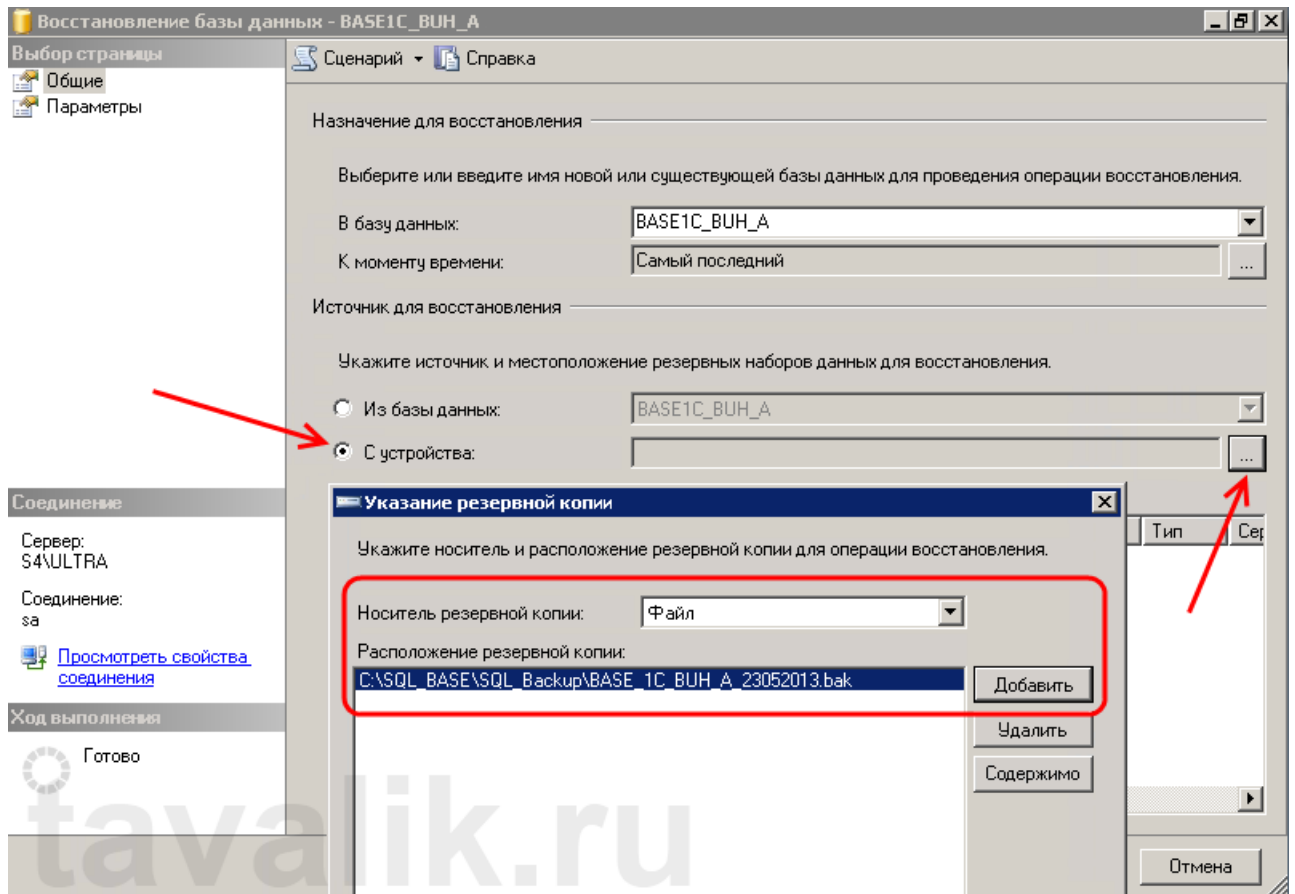 Восстановление базы данных - BASE1C_BUH_A
Выбор страницы
Общие
Параметры
Сценарий
Справка
Назначение для восстановления
Выберите или введите имя новой или существующей базы данных для проведения операции восстановления.
В базу данных:
BASE1C_BUH_A
К моменту времени:
Самый последний
...
Источник для восстановления
Укажите источник и местоположение резервных наборов данных для восстановления.
Из базы данных:
BASE1C_BUH_A
С устройства:
...
Тип
Сер
Соединение
Сервер:
S4\ULTRA
Соединение:
sa
Просмотреть свойства
соединения
Ход выполнения
Готово
Указание резервной копии
Укажите носитель и расположение резервной копии для операции восстановления.
Носитель резервной копии:
Файл
Расположение резервной копии:
C:\SQL_BASE\SQL_Backup\BASE_1C_BUH_A_23052013.bak
Добавить
Удалить
Содержимо
Отмена
tavalik.ru